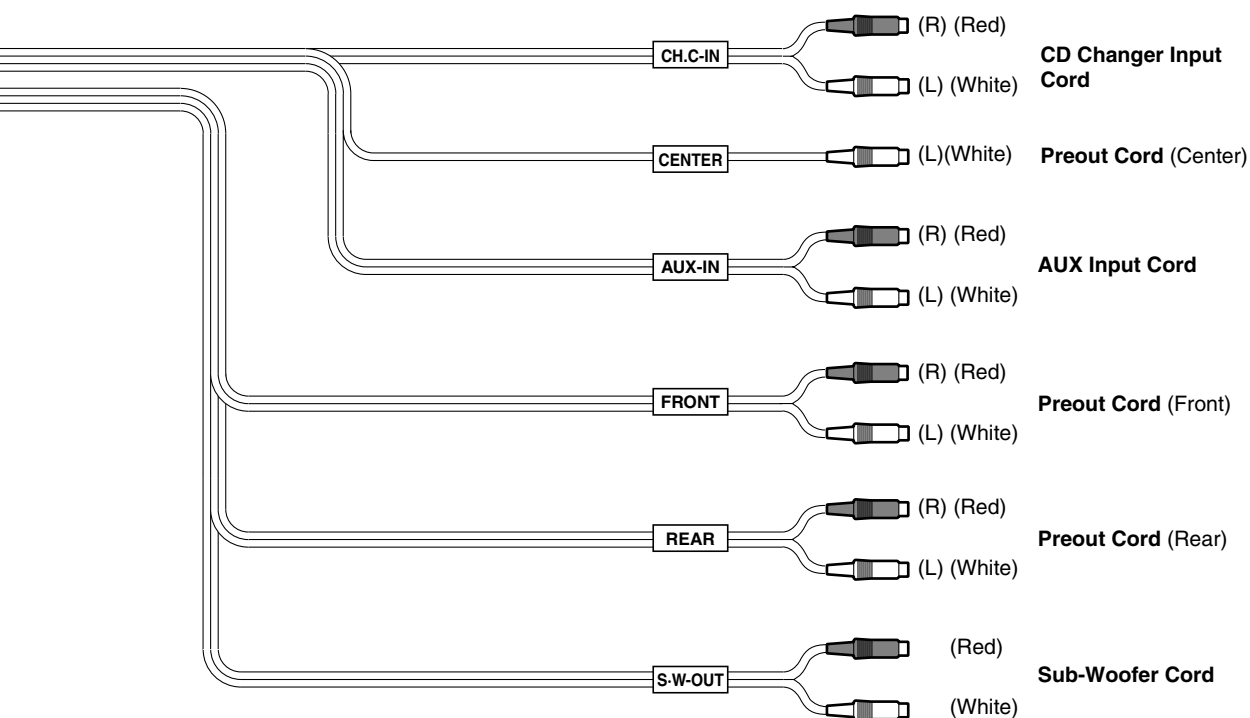 (R) (Red)
CH.C-IN
CD Changer Input
Cord
(L) (White)
CENTER
(L)(White)
Preout Cord (Center)
(R) (Red)
AUX-IN
AUX Input Cord
(L) (White)
(R) (Red)
FRONT
Preout Cord (Front)
(L) (White)
(R) (Red)
REAR
Preout Cord (Rear)
(L) (White)
(Red)
S·W-OUT
Sub-Woofer Cord
(White)